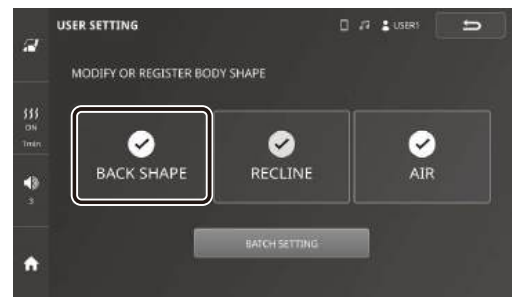 USER SETTING
USER1
MODIFY OR REGISTER BODY SHAPE
ON
1min
3
BACK SHAPE
RECLINE
AIR
BATCH SETTING